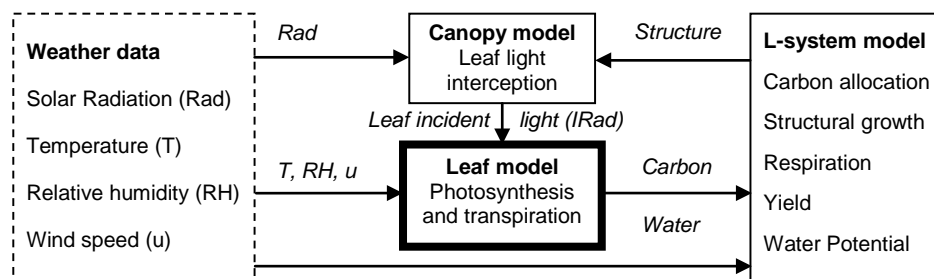 Weather data
Solar Radiation (Rad)
Temperature (T)
Relative humidity (RH)
Wind speed (u)
Rad
T, RH, u
Canopy model
Leaf light
interception
Leaf incident light (IRad)
Leaf model
Photosynthesis
and transpiration
Structure
Carbon
Water
L-system model
Carbon allocation
Structural growth
Respiration
Yield
Water Potential